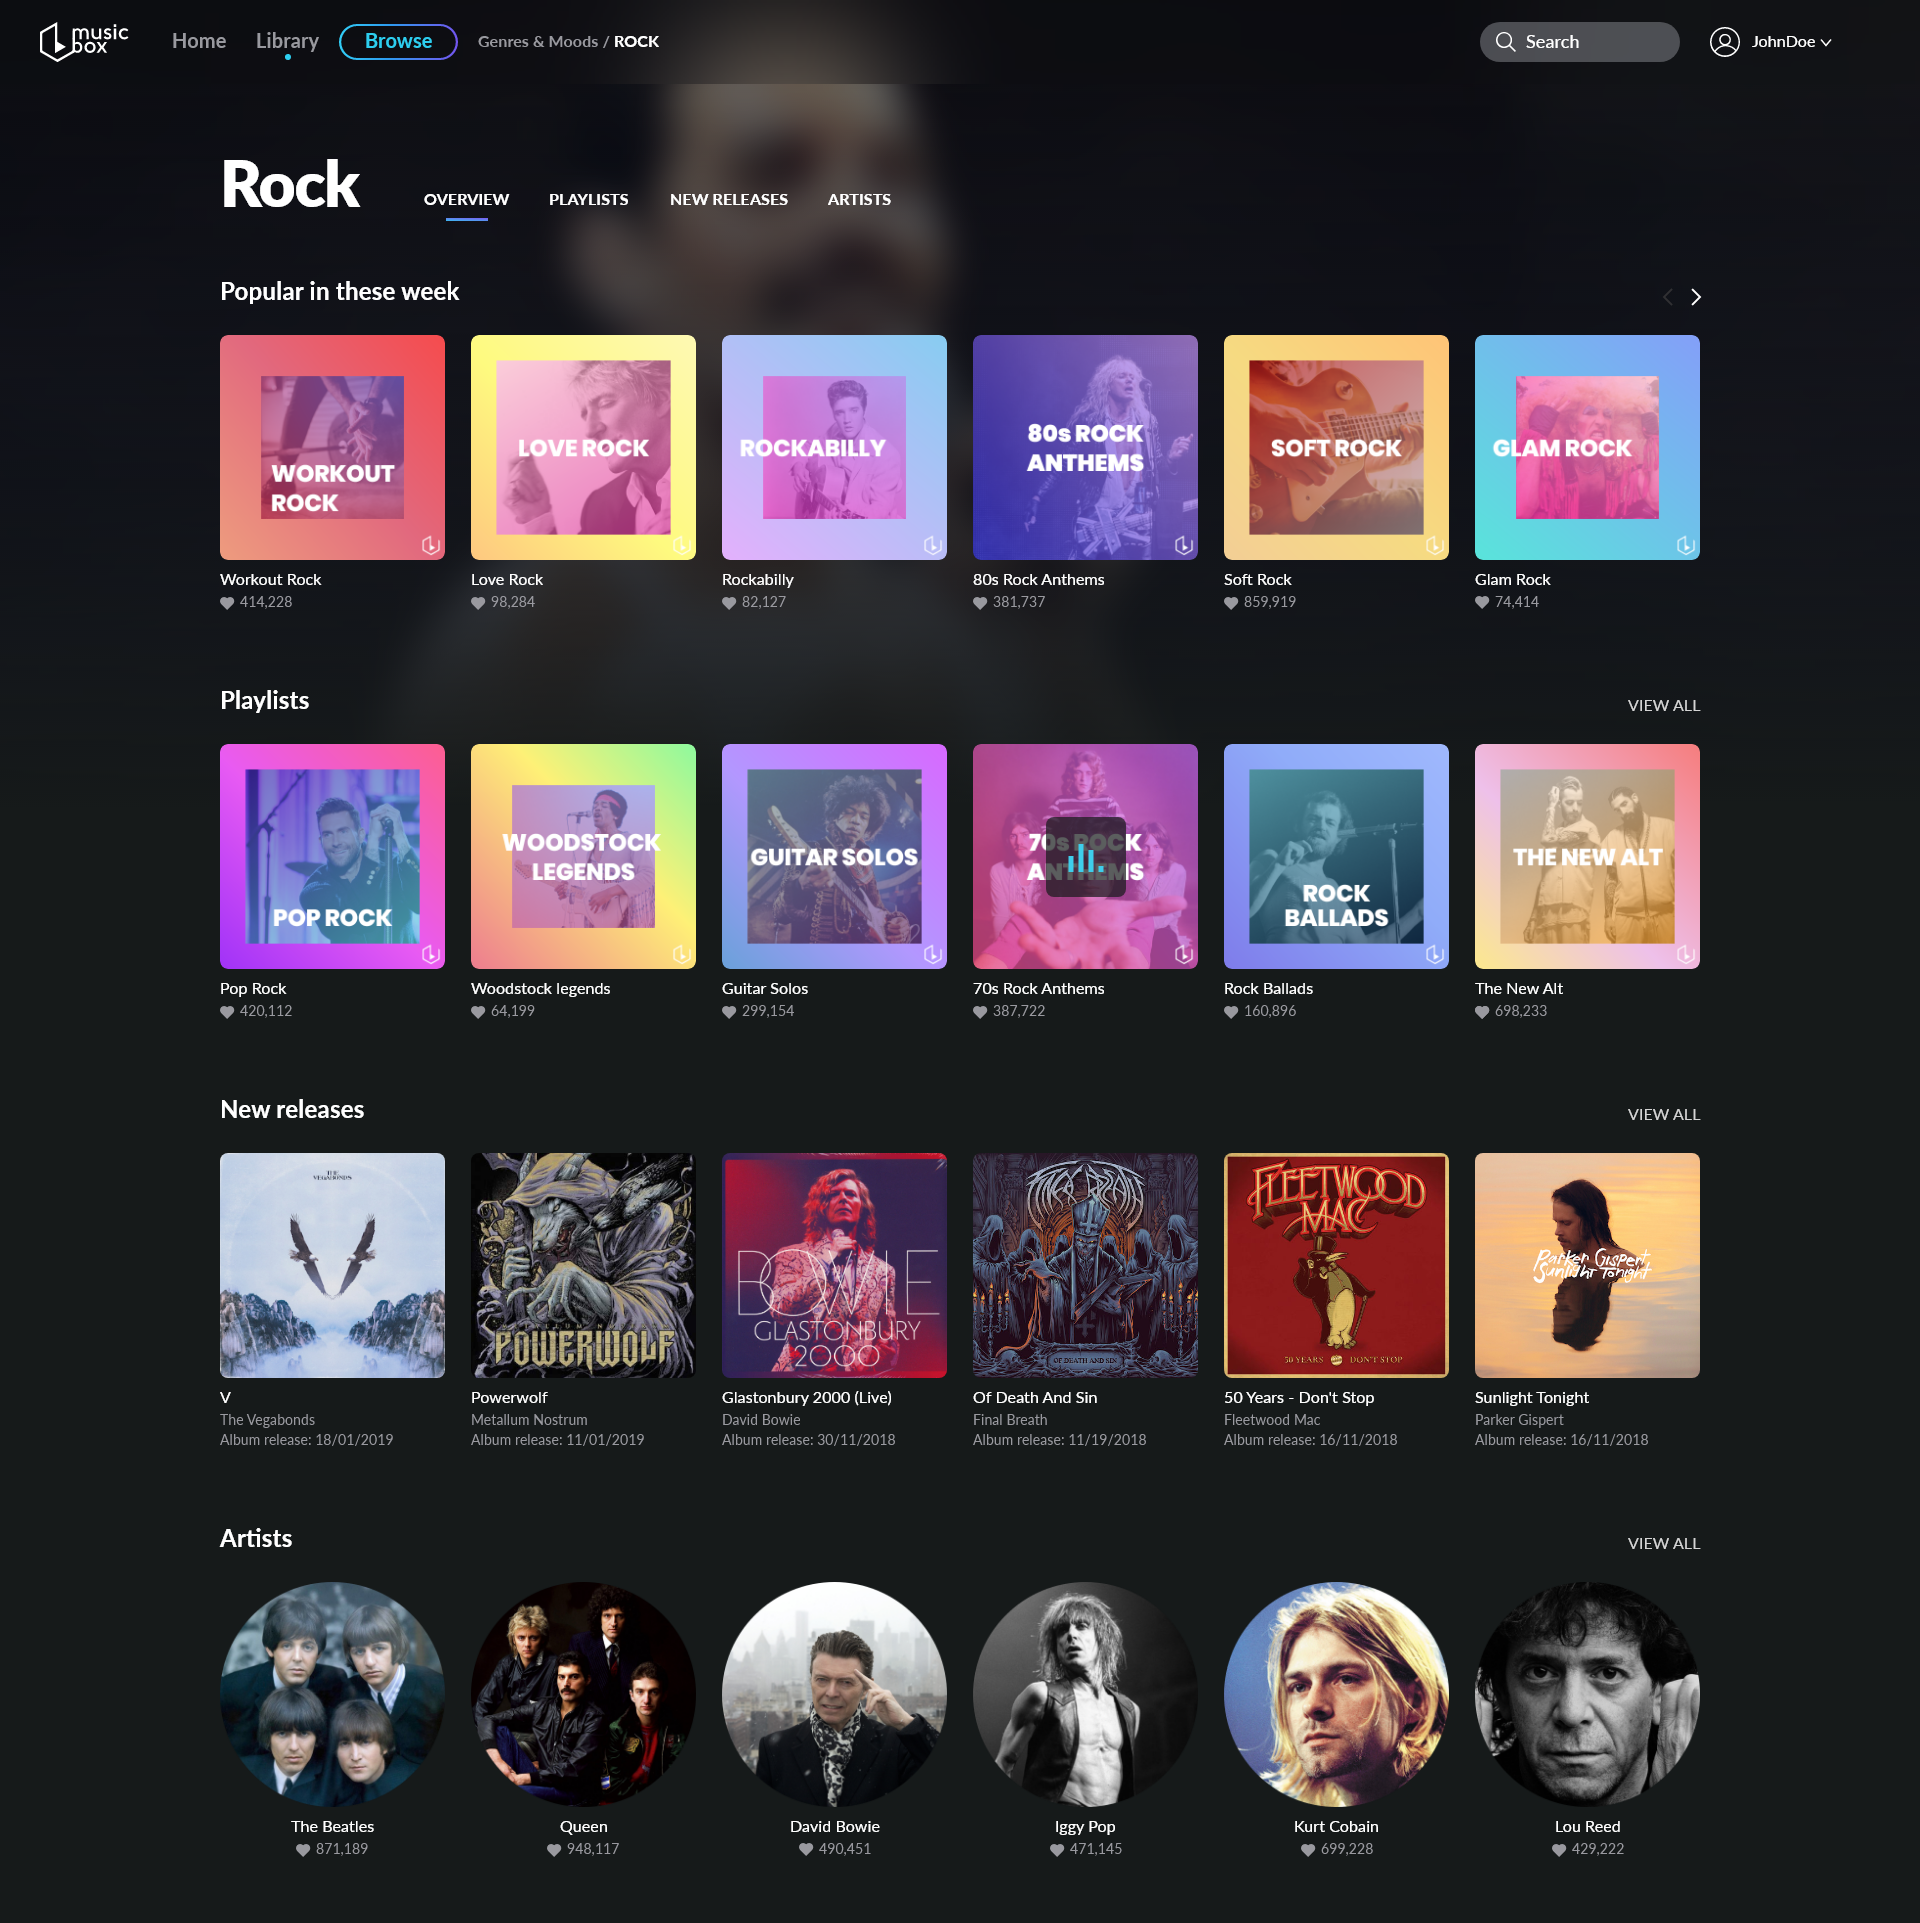 music
box
Home
Library
Browse
Genres & Moods / ROCK
Search
JohnDoe
Rock
OVERVIEW
PLAYLISTS
NEW RELEASES
ARTISTS
Popular in these week
WORKOUT
ROCK
LOVE ROCK
ROCKABILLY
80s ROCK
ANTHEMS
SOFT ROCK
GLAM ROCK
Workout Rock
Love Rock
Rockabilly
80s Rock Anthems
Soft Rock
Glam Rock
414,228
98,284
82,127
381,737
859,919
74,414
Playlists
VIEW ALL
POP ROCK
WOODSTOCK
LEGENDS
GUITAR SOLOS
70s ROCK
ANTHEMS
ROCK
BALLADS
THE NEW ALT
Pop Rock
Woodstock legends
Guitar Solos
70s Rock Anthems
Rock Ballads
The New Alt
420,112
64,199
299,154
387,722
160,896
698,233
New releases
VIEW ALL
THE
VEGABONDS
METALLUM NOSTRUM
POWERWOLF
BOWIE
GLASTONBURY
2000
FINAL BREATH
OF DEATH AND SIN
FLEETWOOD
MAC
50 YEARS
DON'T STOP
Parker Gispert
Sunlight Tonight
V
Powerwolf
Glastonbury 2000 (Live)
Of Death And Sin
50 Years - Don't Stop
Sunlight Tonight
The Vegabonds
Metallum Nostrum
David Bowie
Final Breath
Fleetwood Mac
Parker Gispert
Album release: 18/01/2019
Album release: 11/01/2019
Album release: 30/11/2018
Album release: 11/19/2018
Album release: 16/11/2018
Album release: 16/11/2018
Artists
VIEW ALL
The Beatles
Queen
David Bowie
Iggy Pop
Kurt Cobain
Lou Reed
871,189
948,117
490,451
471,145
699,228
429,222